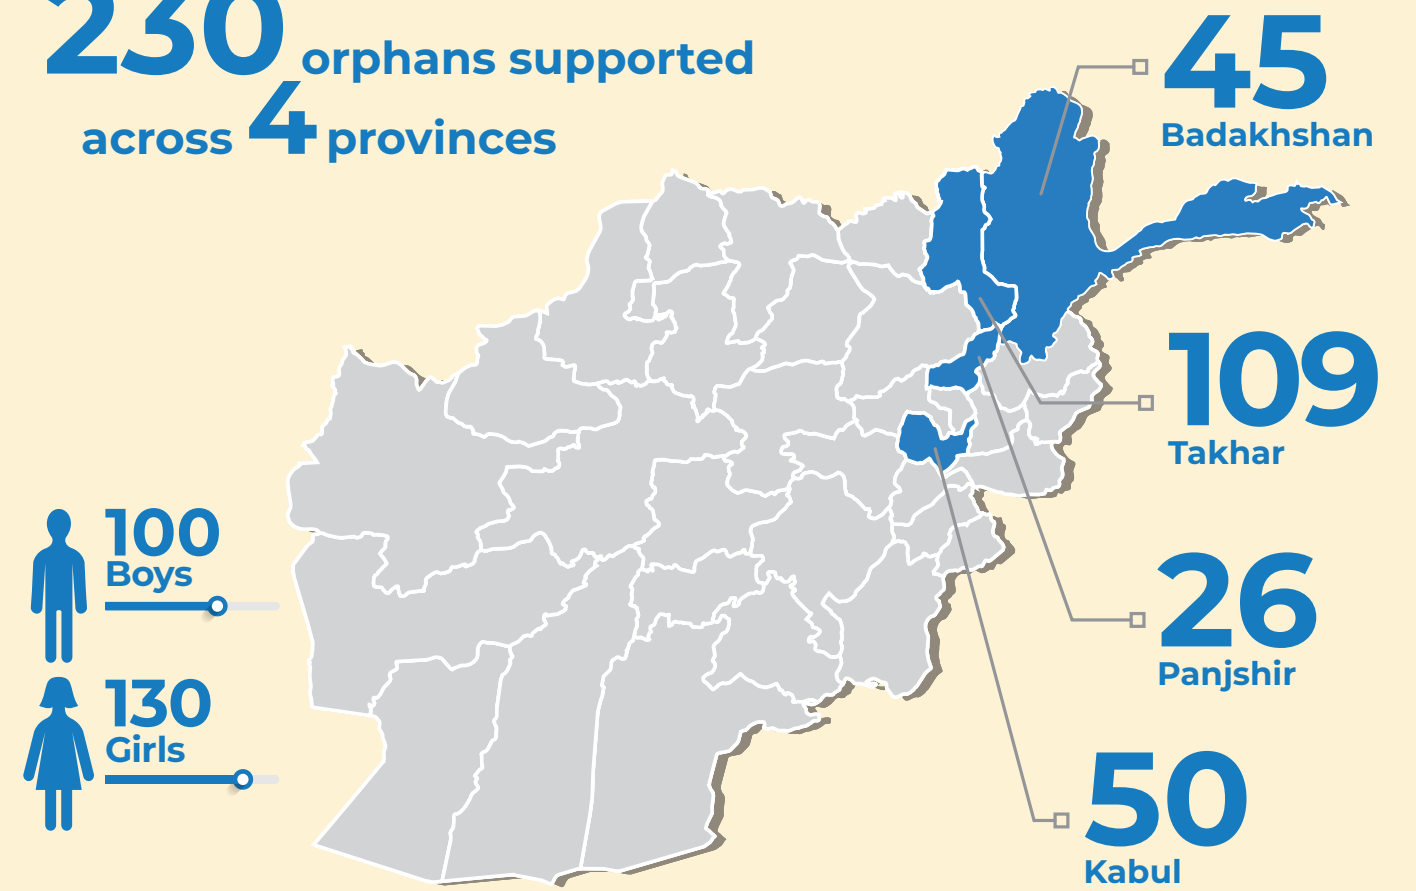 230 orphans supported
across 4 provinces
45
Badakhshan
109
Takhar
100
Boys
26
Panjshir
130
Girls
50
Kabul